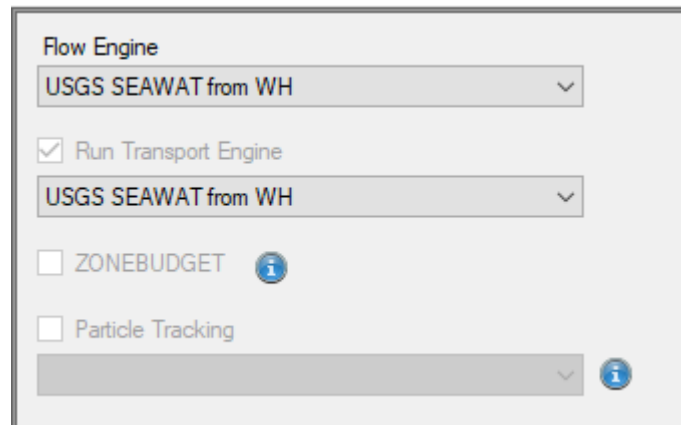 Flow Engine
USGS SEAWAT from WH
Run Transport Engine
USGS SEAWAT from WH
ZONEBUDGET
Particle Tracking